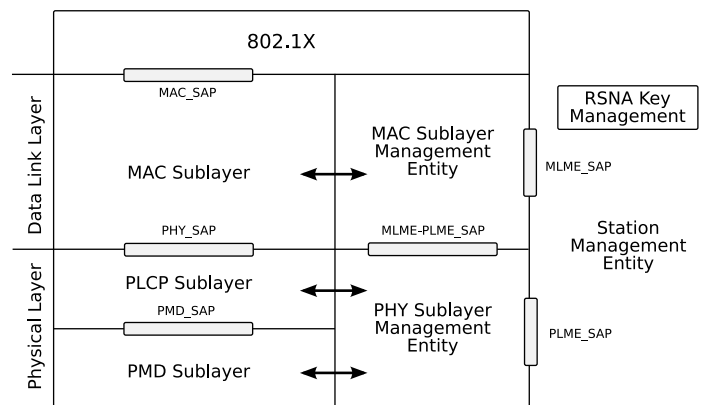 802.1X
MAC_SAP
RSNA Key
Management
Data Link Layer
MAC Sublayer
MAC Sublayer
Management
Entity
MLME_SAP
PHY_SAP
MLME-PLME_SAP
Station
Management
Entity
Physical Layer
PLCP Sublayer
PMD_SAP
PHY Sublayer
Management
Entity
PLME_SAP
PMD Sublayer